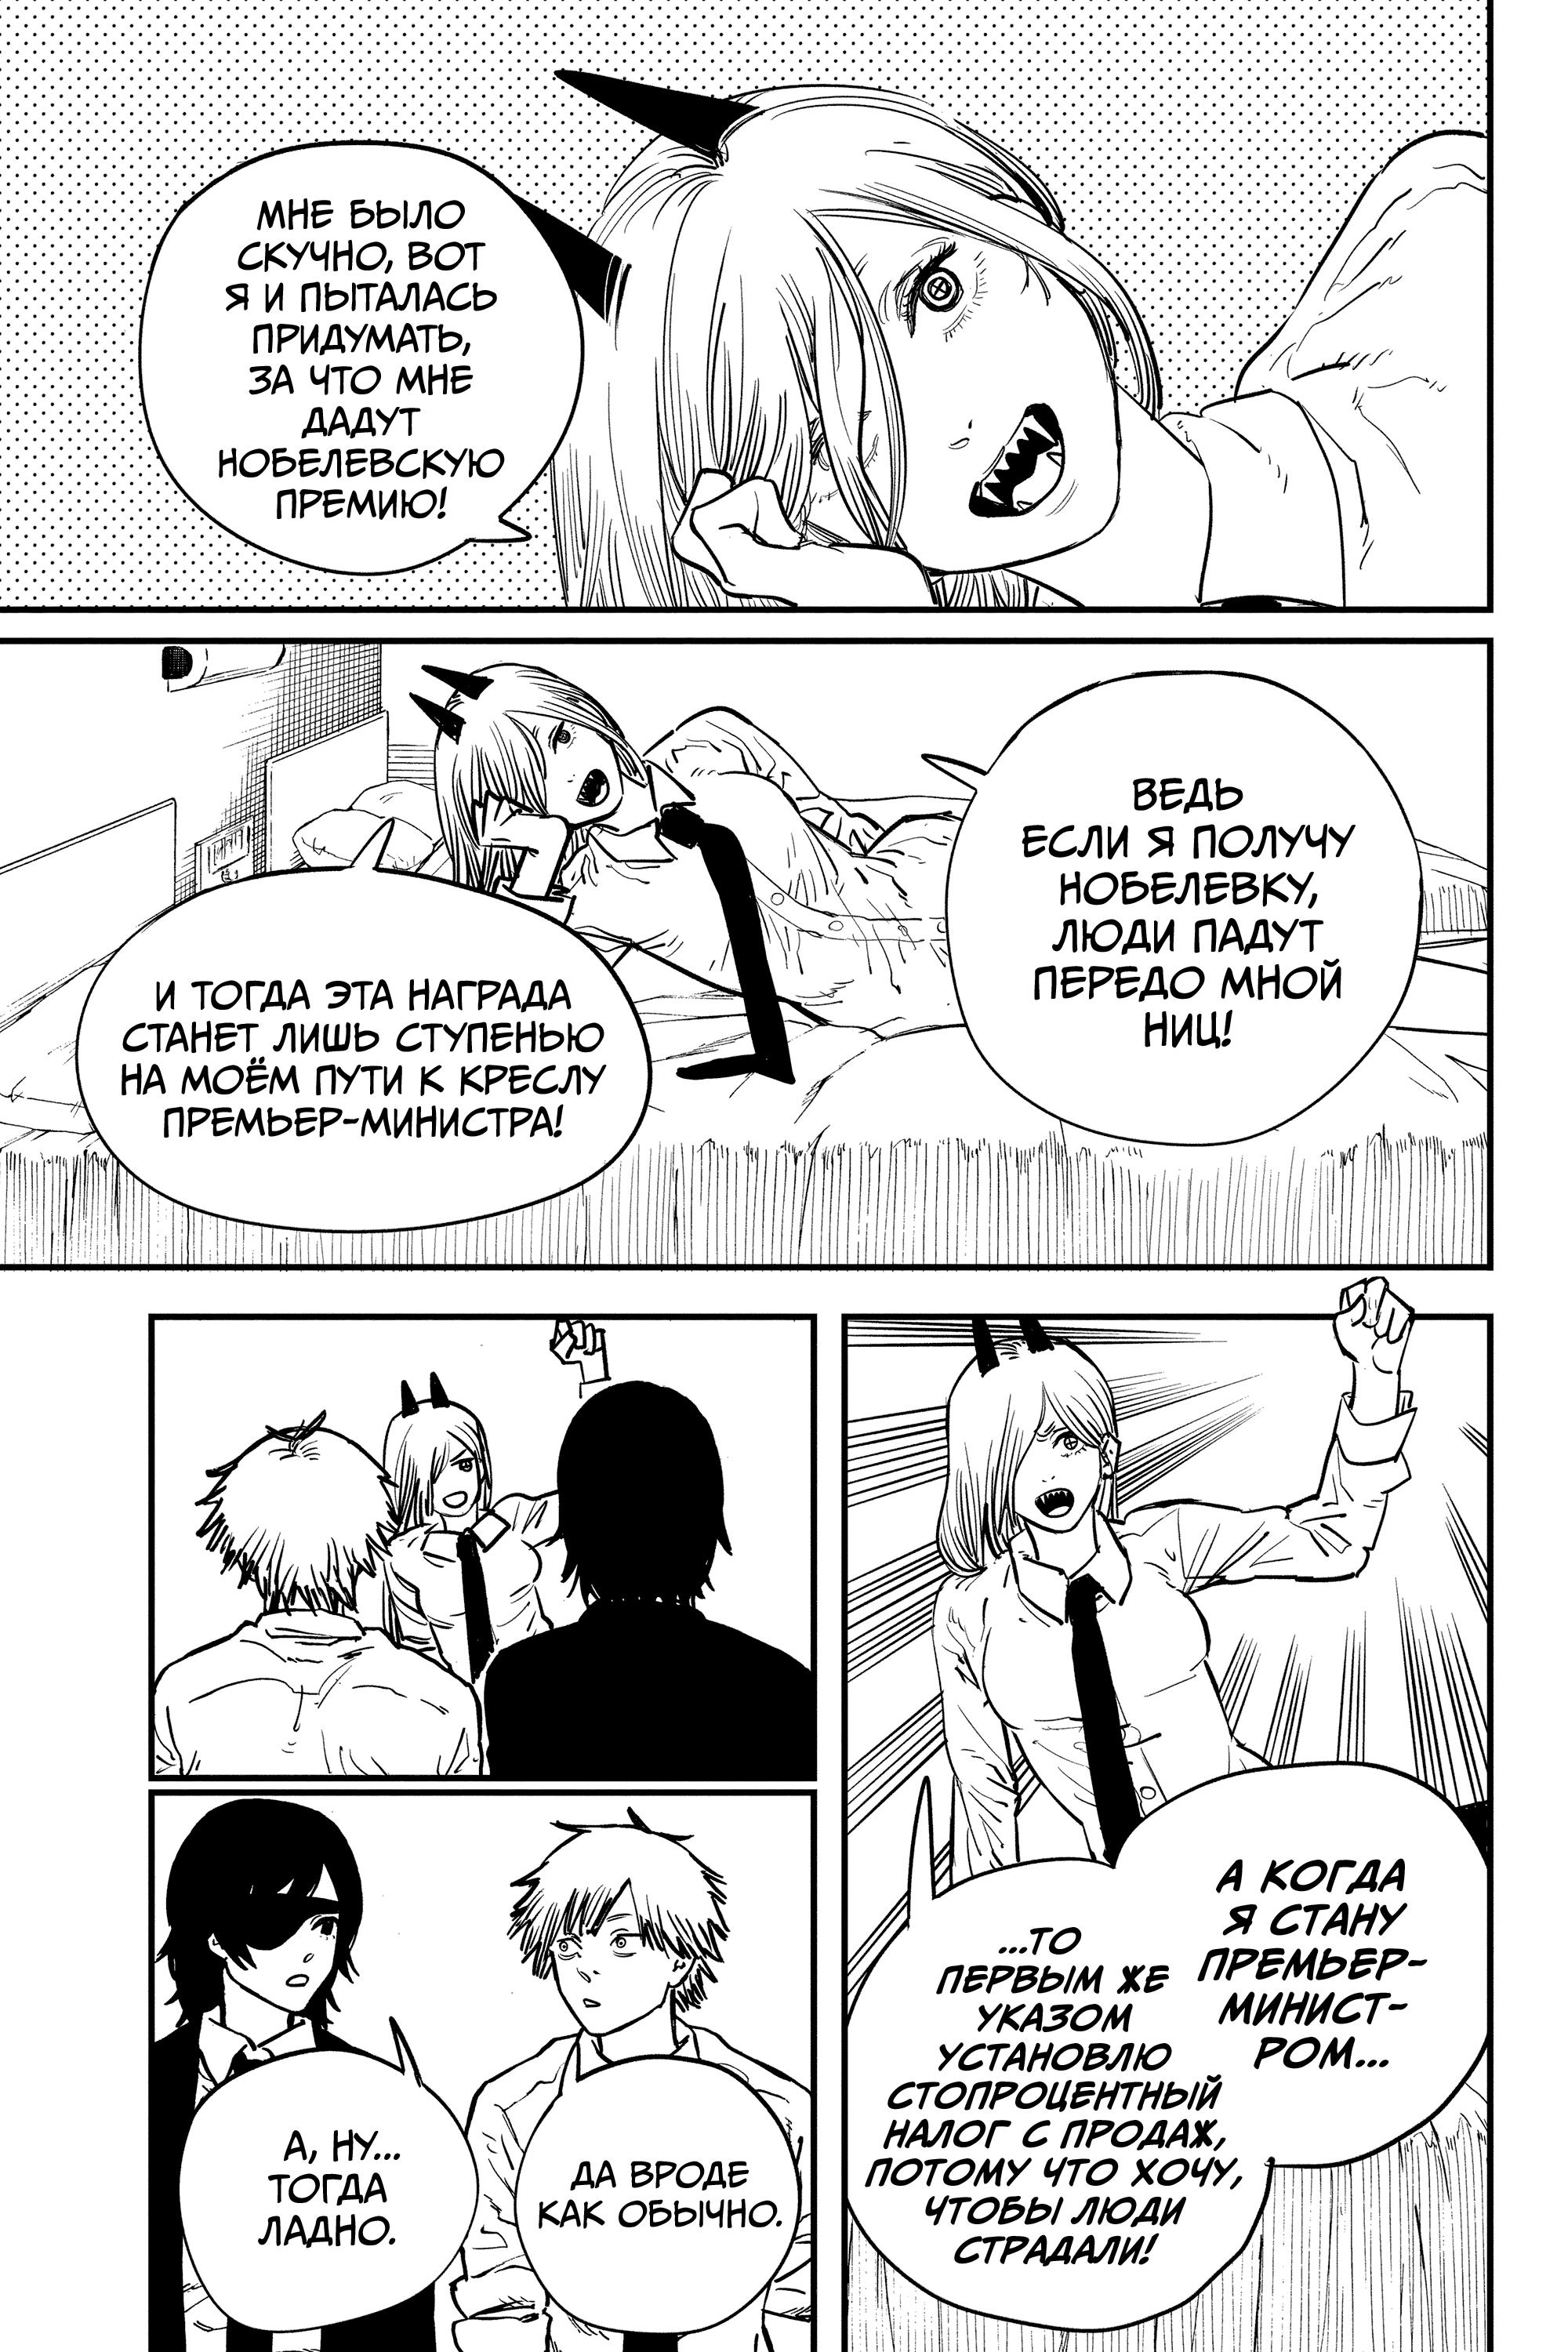 МНЕ БЫЛО
СКУЧНО, ВОТ
Я И ПЫТАЛАСЬ
ПРИДУМАТЬ,
ЗА ЧТО МНЕ
ДАДУТ
НОБЕЛЕВСКУЮ
ПРЕМИЮ!
ВЕДЬ
ЕСЛИ Я ПОЛУЧУ
НОБЕЛЕВКУ,
ЛЮДИ ПАДУТ
ПЕРЕДО МНОЙ
НИЦ!
И ТОГДА ЭТА НАГРАДА
СТАНЕТ ЛИШЬ СТУПЕНЬЮ
НА МОЁМ ПУТИ К КРЕСЛУ
ПРЕМЬЕР-МИНИСТРА!
А КОГДА
Я СТАНУ
ПРЕМЬЕР-
МИНИСТ-
РОМ...
...ТО
ПЕРВЫМ ЖЕ
УКАЗОМ
УСТАНОВЛЮ
СТОПРОЦЕНТНЫЙ
НАЛОГ С ПРОДАЖ,
ПОТОМУ ЧТО ХОЧУ,
ЧТОБЫ ЛЮДИ
СТРАДАЛИ!
ДА ВРОДЕ
КАК ОБЫЧНО.
А, НУ...
ТОГДА
ЛАДНО.